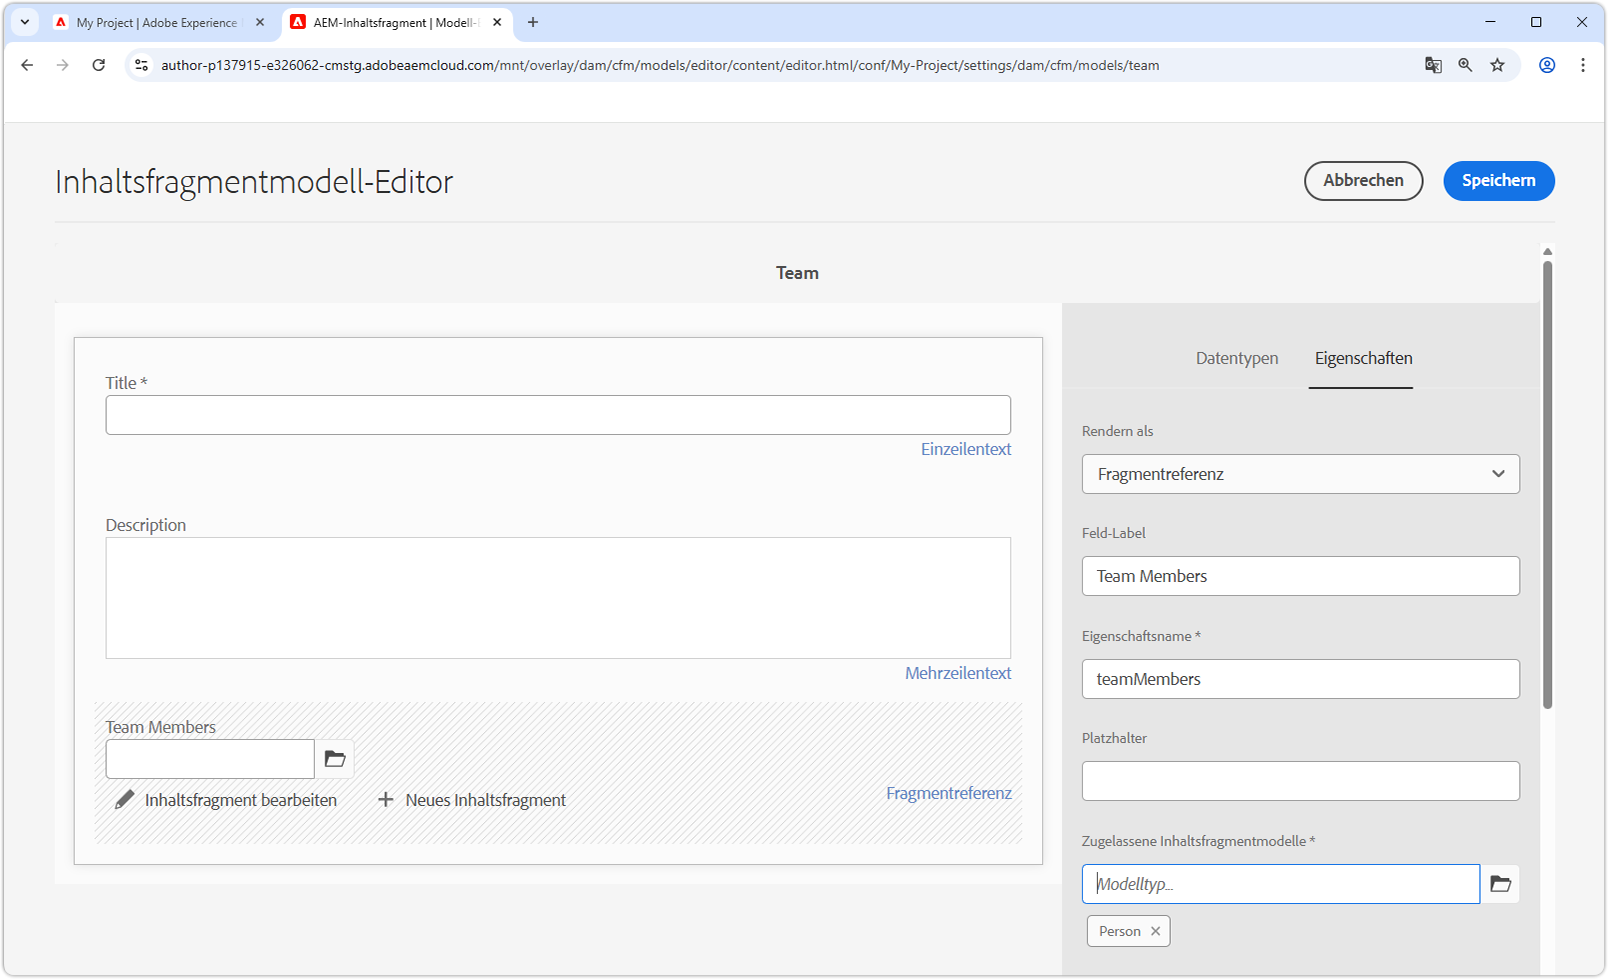 My Project | Adobe Experience
AEM-Inhaltsfragment | Modell-
author-p137915-e326062-cmstg.adobeaemcloud.com/mnt/overlay/dam/cfm/models/editor/content/editor.html/conf/My-Project/settings/dam/cfm/models/team
Inhaltsfragmentmodell-Editor
Abbrechen
Speichern
Team
Title *
Einzeilentext
Description
Mehrzeilentext
Team Members
Inhaltsfragment bearbeiten
Neues Inhaltsfragment
Fragmentreferenz
Datentypen
Eigenschaften
Rendern als
Fragmentreferenz
Feld-Label
Team Members
Eigenschaftsname *
teamMembers
Platzhalter
Zugelassene Inhaltsfragmentmodelle *
Modelltyp...
Person